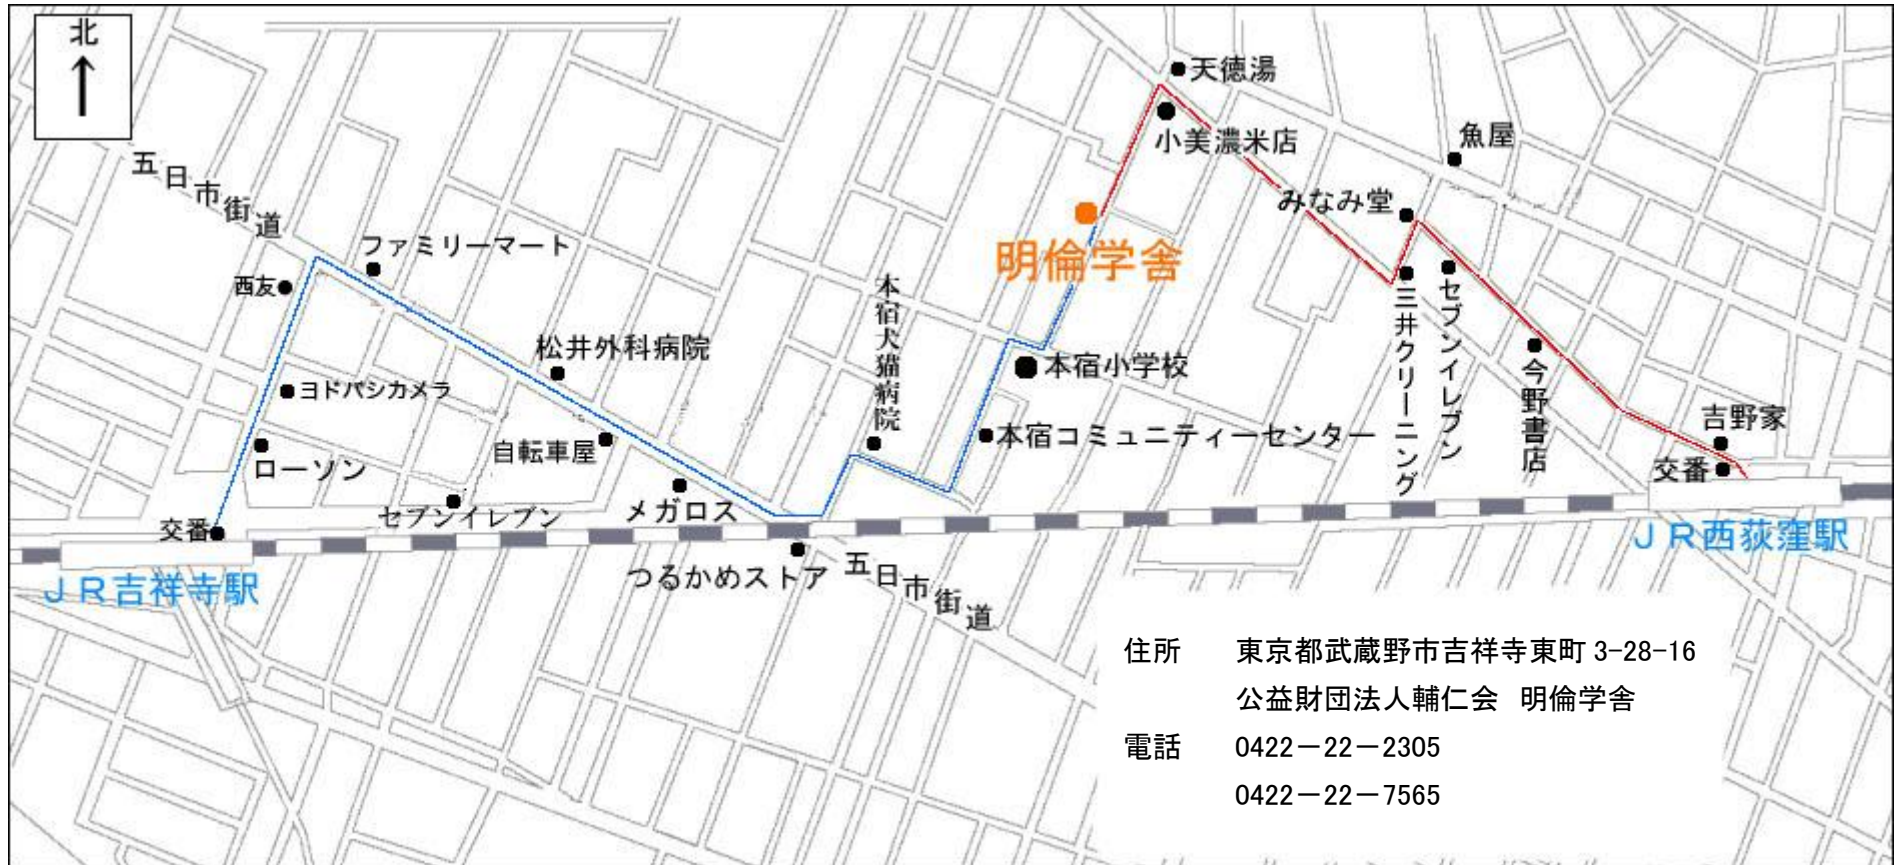 北
天徳湯
小美濃米店
魚屋
五日市街道
みなみ堂
ファミリーマート
明倫学舎
西友
本宿犬猫病院
三井クリーニング
セブンイレブン
松井外科病院
本宿小学校
今野書店
ヨドバシカメラ
吉野家
自転車屋
本宿コミュニティーセンター
ローソン
交番
メガロス
セブンイレブン
交番
JR西荻窪駅
つるかめストア
五日市街道
JR吉祥寺駅
住所 東京都武蔵野市吉祥寺東町 3-28-16
公益財団法人輔仁会 明倫学舎
電話 0422-22-2305
0422-22-7565